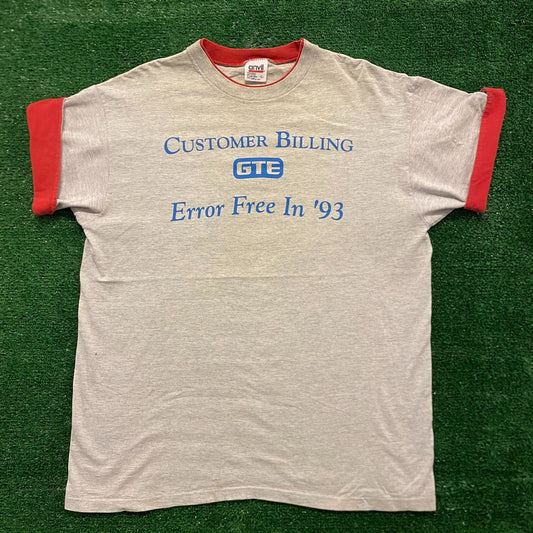 anvil
CUSTOMER BILLING
GTE
Error Free In '93